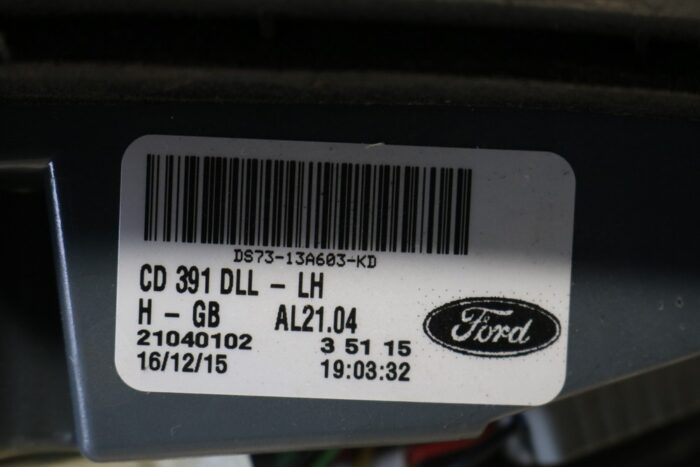 DS73-13A603-KD
CD 391 DLL - LH
H - GB AL21.04
Ford
21040102 3 51 15
16/12/15 19:03:32